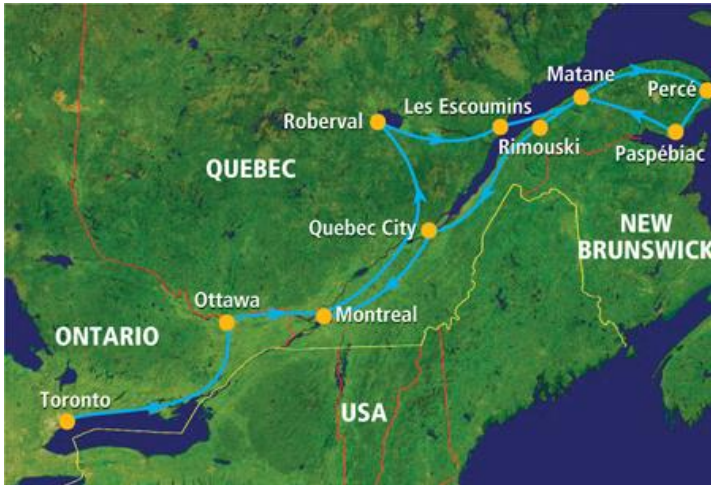 Matane
Percé
Les Escoumins
Roberval
Rimouski
Paspébiac
QUEBEC
Quebec City
NEW
BRUNSWICK
Ottawa
Montreal
ONTARIO
Toronto
USA